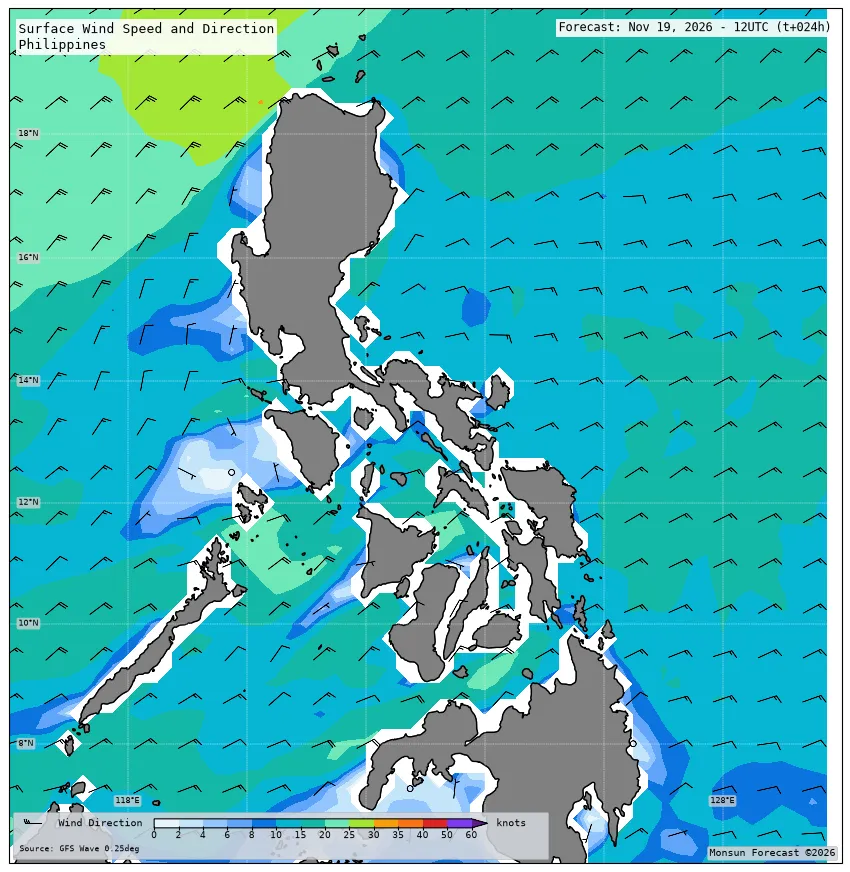 Surface Wind Speed and Direction
Philippines
Forecast: Nov 19, 2026 - 12UTC (t+024h)
18°N
16°N
14°N
12°N
10°N
8°N
118°E
128°E
Wind Direction
0 2 4 6 8 10 15 20 25 30 35 40 50 60
knots
Source: GFS Wave 0.25deg
Monsun Forecast ©2026